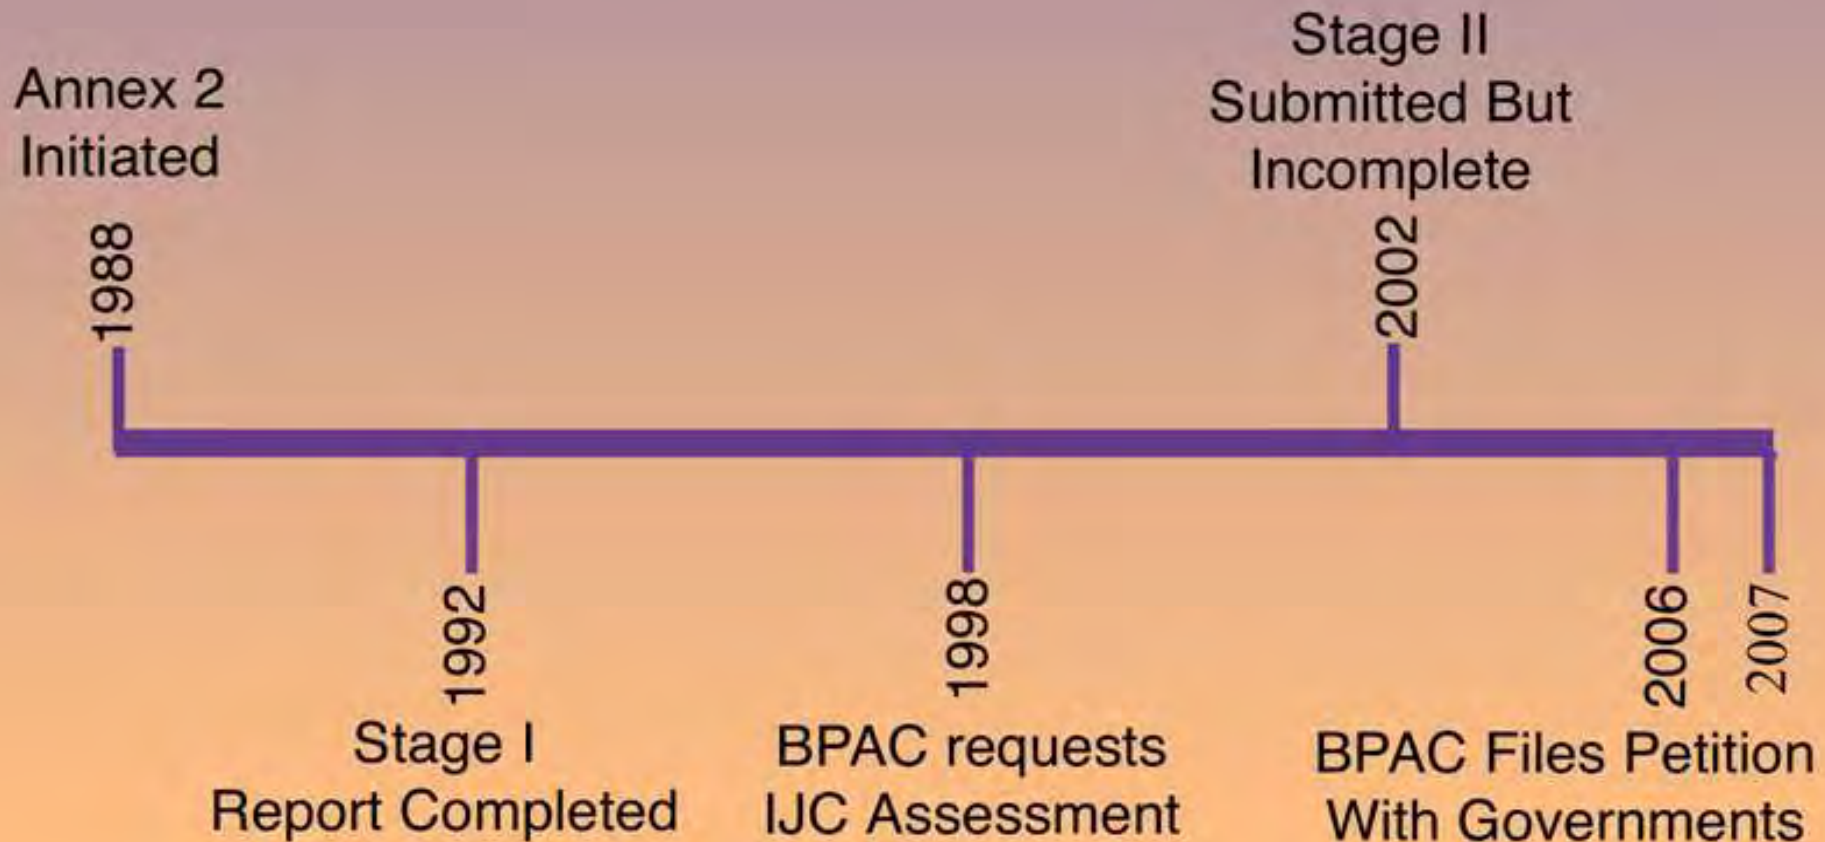 Annex 2
Initiated
1988
Stage II
Submitted But
Incomplete
2002
1992
Stage I
Report Completed
1998
BPAC requests
IJC Assessment
2006
2007
BPAC Files Petition
With Governments